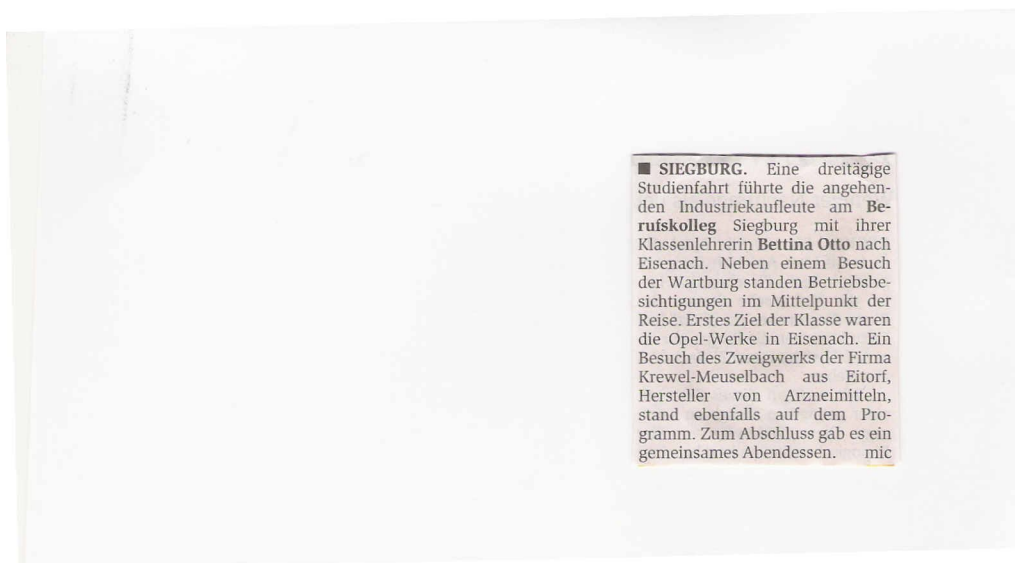 ■ SIEGBURG. Eine dreitägige
Studienfahrt führte die angehen-
den Industriekaufleute am Be-
rufskolleg Siegburg mit ihrer
Klassenlehrerin Bettina Otto nach
Eisenach. Neben einem Besuch
der Wartburg standen Betriebsbe-
sichtigungen im Mittelpunkt der
Reise. Erstes Ziel der Klasse waren
die Opel-Werke in Eisenach. Ein
Besuch des Zweigwerks der Firma
Krewel-Meuselbach aus Eitorf,
Hersteller von Arzneimitteln,
stand ebenfalls auf dem Pro-
gramm. Zum Abschluss gab es ein
gemeinsames Abendessen. mic